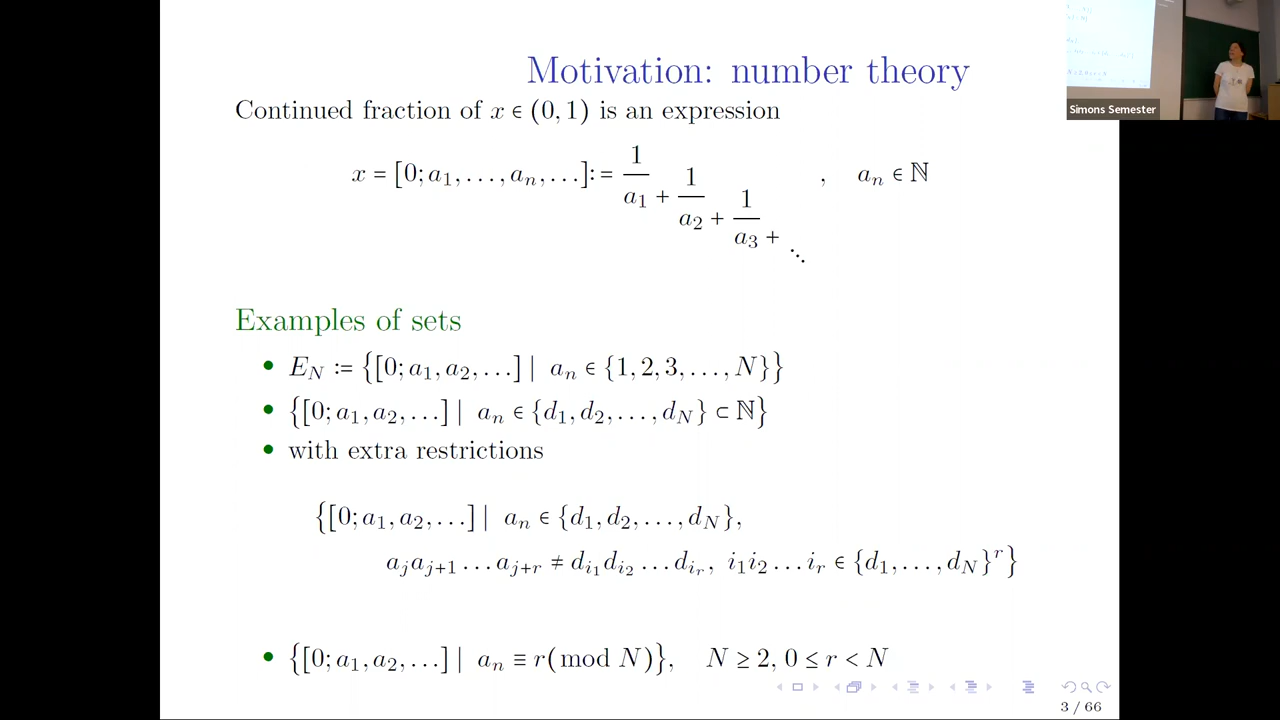 Motivation: number theory
Continued fraction of x ∈ (0, 1) is an expression
x = [0; a₁, …, aₙ, …] := 1/(a₁ + 1/(a₂ + 1/(a₃ + ⋱))) , aₙ ∈ ℕ
Examples of sets
• E_N := {[0; a₁, a₂, …] | aₙ ∈ {1, 2, 3, …, N}}
• {[0; a₁, a₂, …] | aₙ ∈ {d₁, d₂, …, d_N} ⊂ ℕ}
• with extra restrictions
{[0; a₁, a₂, …] | aₙ ∈ {d₁, d₂, …, d_N},
a_j a_{j+1} … a_{j+r} ≠ d_{i₁} d_{i₂} … d_{i_r}, i₁i₂ … i_r ∈ {d₁, …, d_N}^r}
• {[0; a₁, a₂, …] | aₙ ≡ r(mod N)}, N ≥ 2, 0 ≤ r < N
3 / 66
Simons Semester